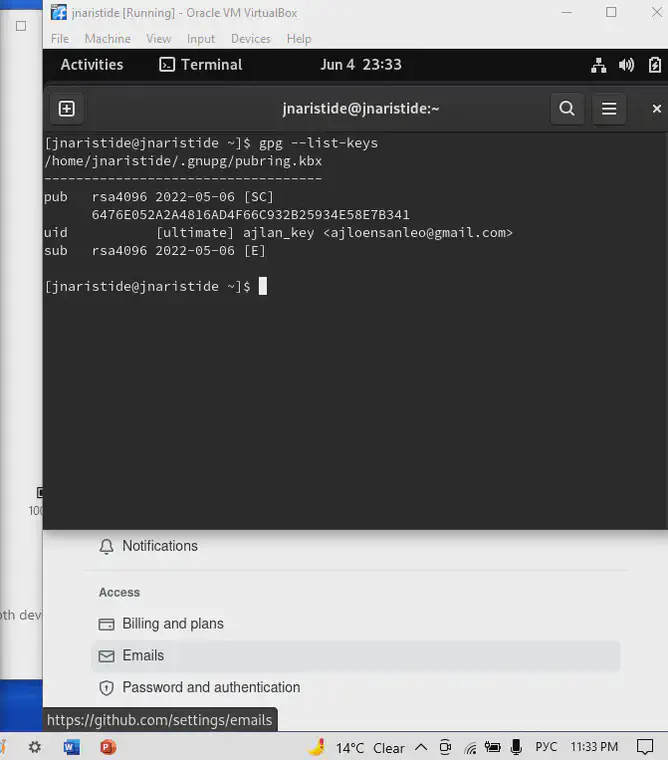 jnaristide [Running] - Oracle VM VirtualBox
File Machine View Input Devices Help
Activities Terminal Jun 4 23:33
jnaristide@jnaristide:~
[jnaristide@jnaristide ~]$ gpg --list-keys
/home/jnaristide/.gnupg/pubring.kbx
-----------------------------------
pub rsa4096 2022-05-06 [SC]
6476E052A2A4816AD4F66C932B25934E58E7B341
uid [ultimate] ajlan_key <ajloensanleo@gmail.com>
sub rsa4096 2022-05-06 [E]
[jnaristide@jnaristide ~]$
100
Notifications
Access
oth dev
Billing and plans
Emails
Password and authentication
https://github.com/settings/emails
14°C Clear РУС 11:33 PM